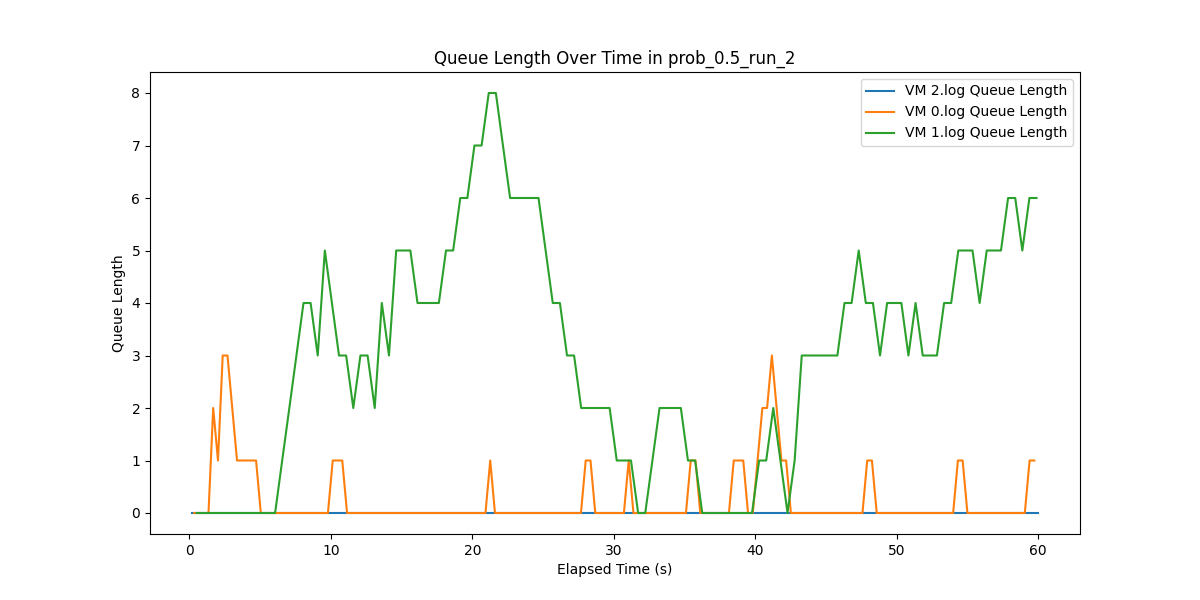 Queue Length Over Time in prob_0.5_run_2
VM 2.log Queue Length
VM 0.log Queue Length
VM 1.log Queue Length
Queue Length
8
7
6
5
4
3
2
1
0
0 10 20 30 40 50 60
Elapsed Time (s)